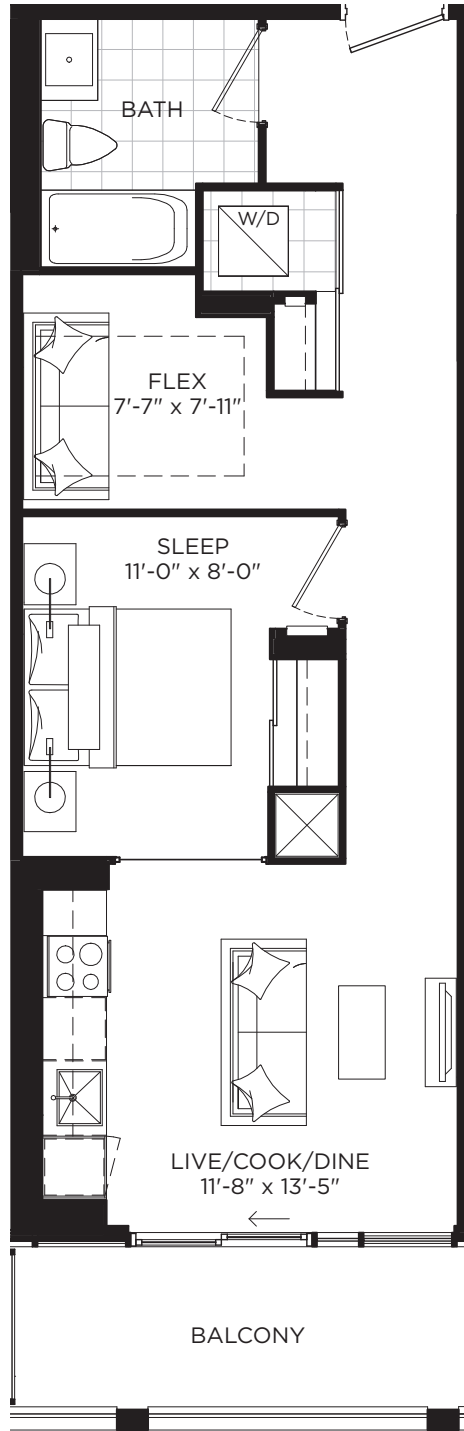 BATH
W/D
FLEX
7'-7" x 7'-11"
SLEEP
11'-0" x 8'-0"
LIVE/COOK/DINE
11'-8" x 13'-5"
BALCONY